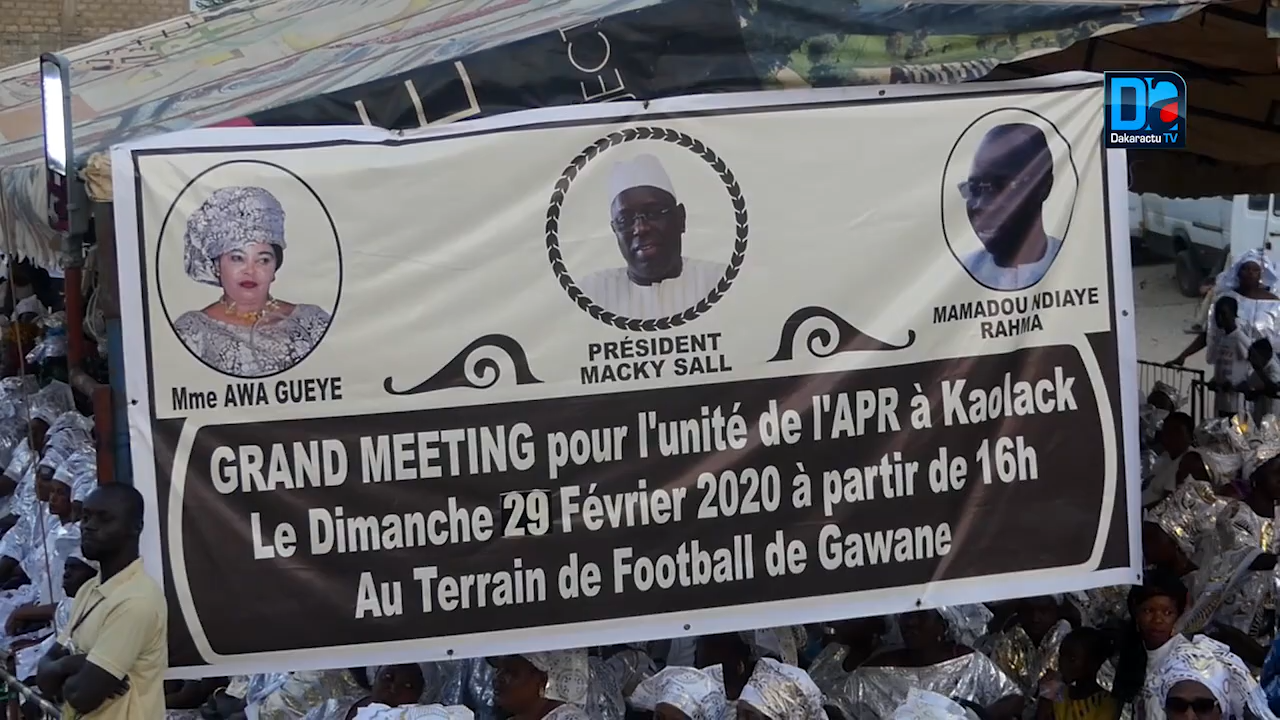 ECT
D
Dakaractu TV
Mme AWA GUEYE
PRÉSIDENT
MACKY SALL
MAMADOU NDIAYE
RAHMA
GRAND MEETING pour l'unité de l'APR à Kaolack
Le Dimanche 29 Février 2020 à partir de 16h
Au Terrain de Football de Gawane